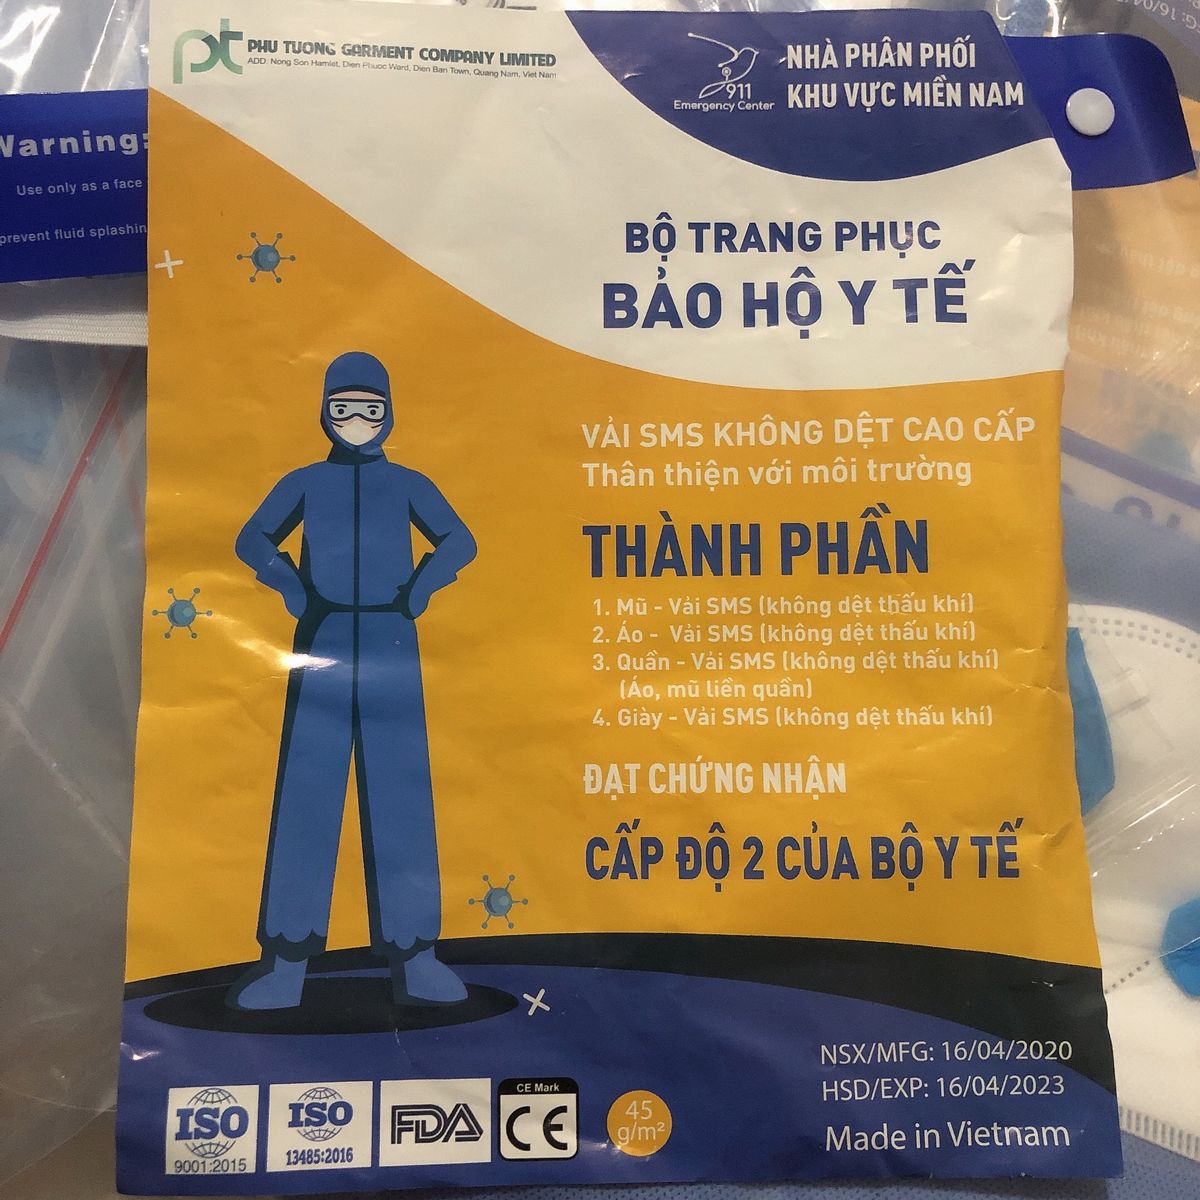 pt PHU TUONG GARMENT COMPANY LIMITED
ADD: Nong Son Hamlet, Dien Phuoc Ward, Dien Ban Town, Quang Nam, Viet Nam
911
Emergency Center
NHÀ PHÂN PHỐI
KHU VỰC MIỀN NAM
Warning:
Use only as a face
prevent fluid splashin
BỘ TRANG PHỤC
BẢO HỘ Y TẾ
VẢI SMS KHÔNG DỆT CAO CẤP
Thân thiện với môi trường
THÀNH PHẦN
1. Mũ - Vải SMS (không dệt thấu khí)
2. Áo - Vải SMS (không dệt thấu khí)
3. Quần - Vải SMS (không dệt thấu khí)
(Áo, mũ liền quần)
4. Giày - Vải SMS (không dệt thấu khí)
ĐẠT CHỨNG NHẬN
CẤP ĐỘ 2 CỦA BỘ Y TẾ
NSX/MFG: 16/04/2020
HSD/EXP: 16/04/2023
Made in Vietnam
ISO
9001:2015
ISO
13485:2016
FDA
CE Mark
CE
45
g/m²